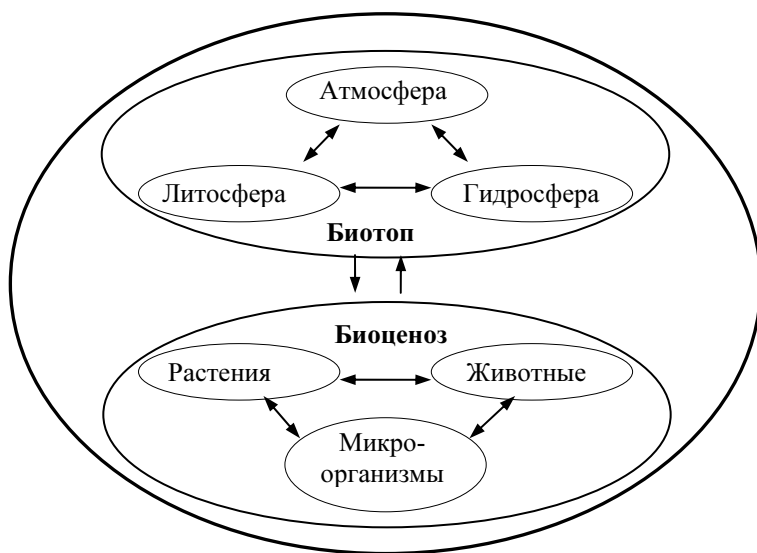 Атмосфера
Литосфера
Гидросфера
Биотоп
Биоценоз
Растения
Животные
Микро-
организмы